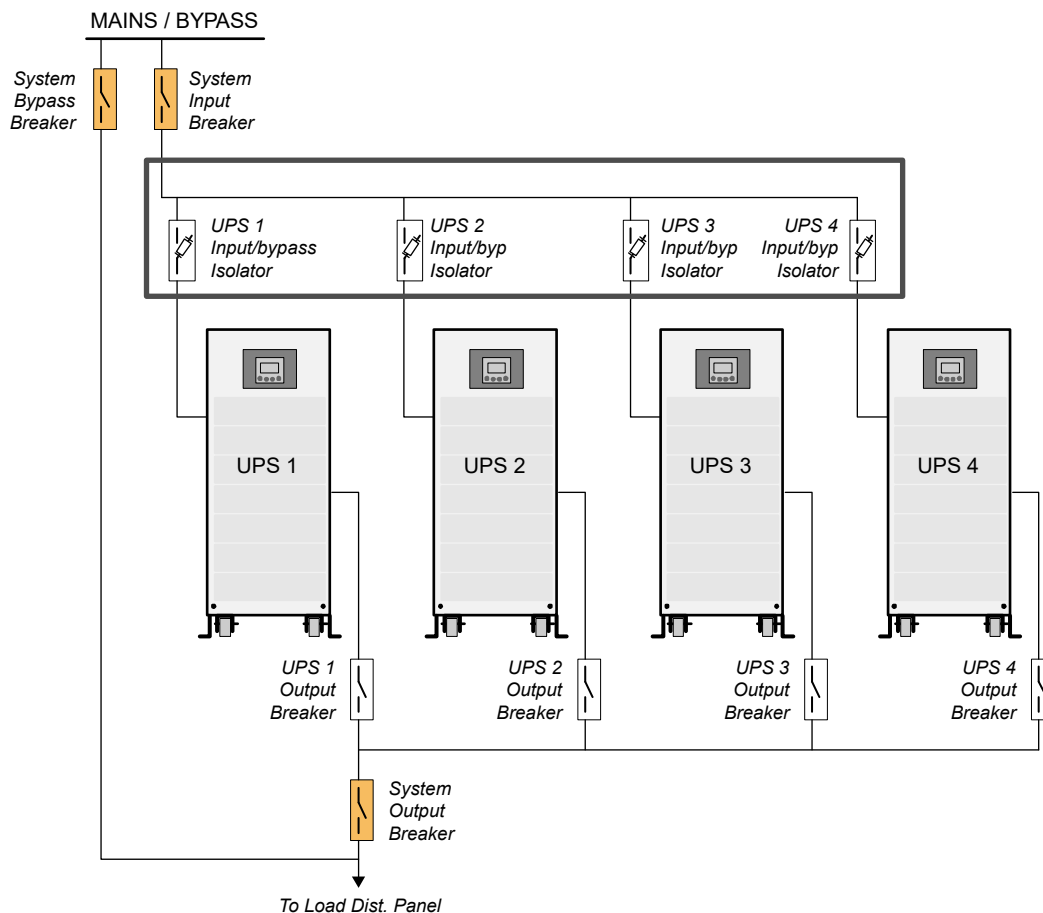 MAINS / BYPASS
System
Bypass
Breaker
System
Input
Breaker
UPS 1
Input/bypass
Isolator
UPS 2
Input/byp
Isolator
UPS 3
Input/byp
Isolator
UPS 4
Input/byp
Isolator
UPS 1
UPS 2
UPS 3
UPS 4
UPS 1
Output
Breaker
UPS 2
Output
Breaker
UPS 3
Output
Breaker
UPS 4
Output
Breaker
System
Output
Breaker
To Load Dist. Panel